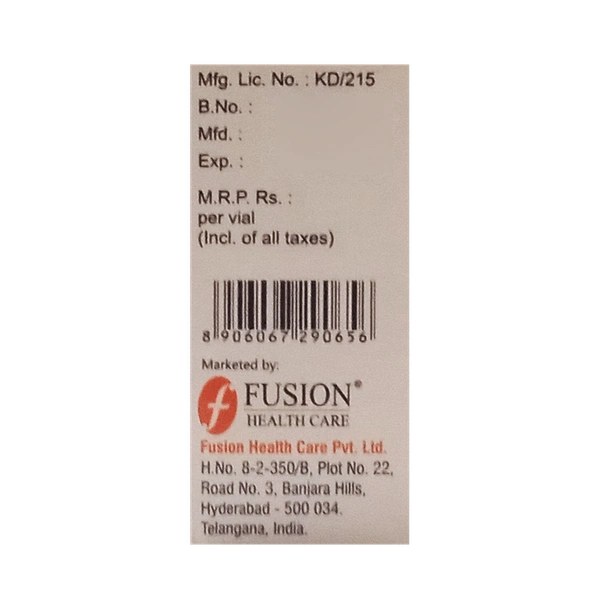 Mfg. Lic. No. : KD/215
B.No. :
Mfd. :
Exp. :
M.R.P. Rs. :
per vial
(Incl. of all taxes)
8 906067 290656
Marketed by:
f FUSION®
HEALTH CARE
Fusion Health Care Pvt. Ltd.
H.No. 8-2-350/B, Plot No. 22,
Road No. 3, Banjara Hills,
Hyderabad - 500 034.
Telangana, India.